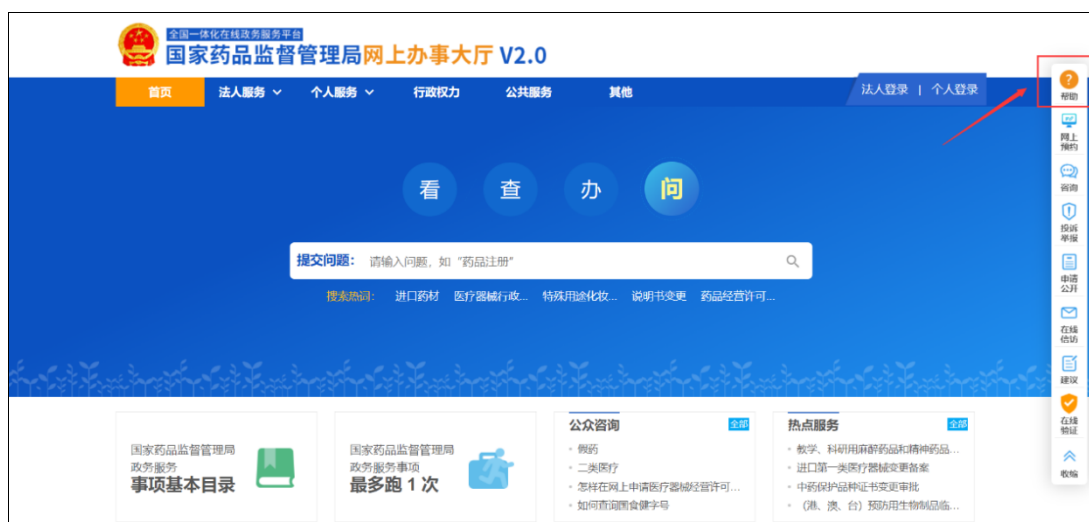 全国一体化在线政务服务平台
国家药品监督管理局网上办事大厅 V2.0
首页 法人服务 个人服务 行政权力 公共服务 其他 法人登录 | 个人登录
看 查 办 问
提交问题: 请输入问题, 如 "药品注册"
搜索热词: 进口药材 医疗器械行政... 特殊用途化妆... 说明书变更 药品经营许可...
国家药品监督管理局
政务服务
事项基本目录
国家药品监督管理局
政务服务事项
最多跑 1 次
公众咨询 全部
假药
二类医疗
怎样在网上申请医疗器械经营许可...
如何查询国食健字号
热点服务 全部
教学、科研用麻醉药品和精神药品...
进口第一类医疗器械变更备案
中药保护品种证书变更审批
(港、澳、台) 预防用生物制品临...
帮助
网上
预约
咨询
投诉
举报
申请
公开
在线
信访
建议
在线
验证
收缩